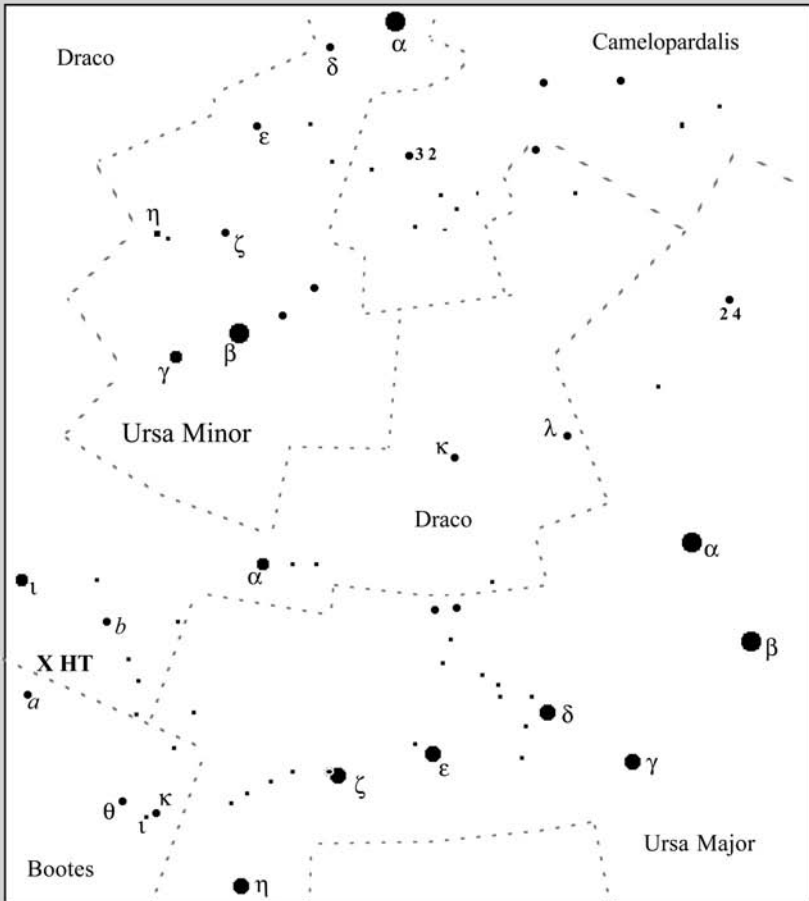 α
Draco
δ
Camelopardalis
ε
32
η
ζ
24
β
γ
Ursa Minor
κ
λ
Draco
α
α
ι
b
β
X HT
a
δ
ε
γ
ζ
θ
κ
ι
Ursa Major
Bootes
η